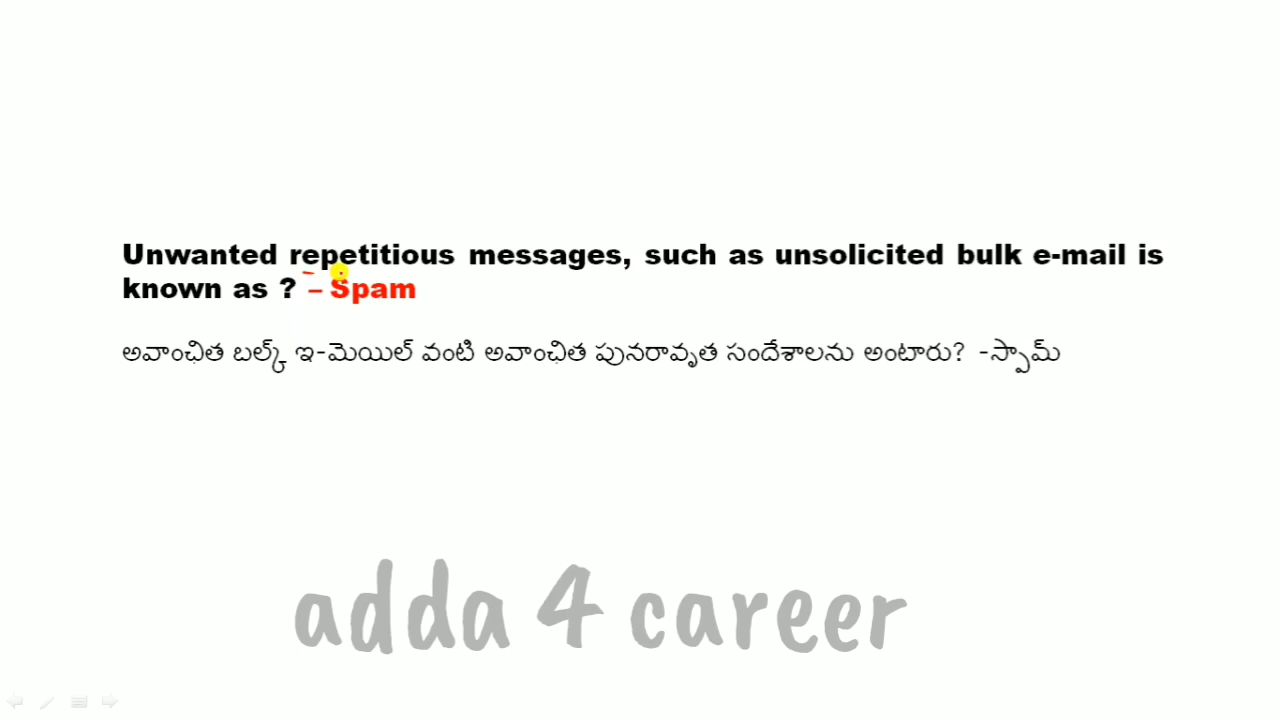 Unwanted repetitious messages, such as unsolicited bulk e-mail is
known as ? – Spam
అవాంఛిత బల్క్ ఇ-మెయిల్ వంటి అవాంఛిత పునరావృత సందేశాలను అంటారు? -స్పామ్
adda 4 career